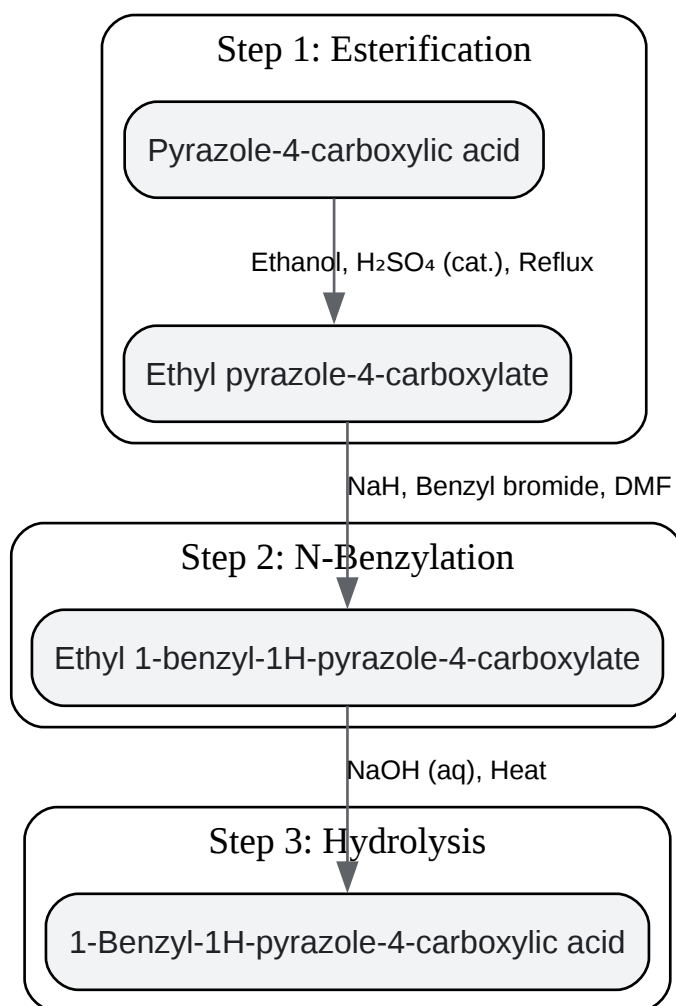 Step 1: Esterification
Pyrazole-4-carboxylic acid
Ethanol, H₂SO₄ (cat.), Reflux
Ethyl pyrazole-4-carboxylate
NaH, Benzyl bromide, DMF
Step 2: N-Benzylation
Ethyl 1-benzyl-1H-pyrazole-4-carboxylate
NaOH (aq), Heat
Step 3: Hydrolysis
1-Benzyl-1H-pyrazole-4-carboxylic acid